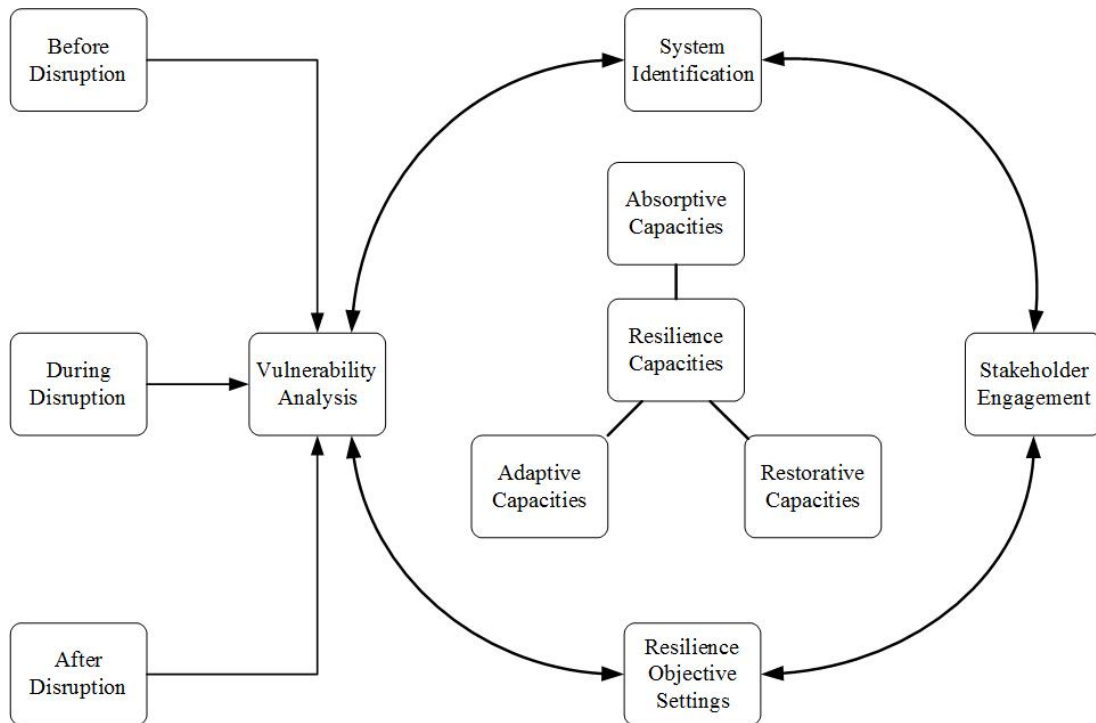 Before
Disruption
System
Identification
Absorptive
Capacities
During
Disruption
Vulnerability
Analysis
Resilience
Capacities
Stakeholder
Engagement
Adaptive
Capacities
Restorative
Capacities
After
Disruption
Resilience
Objective
Settings